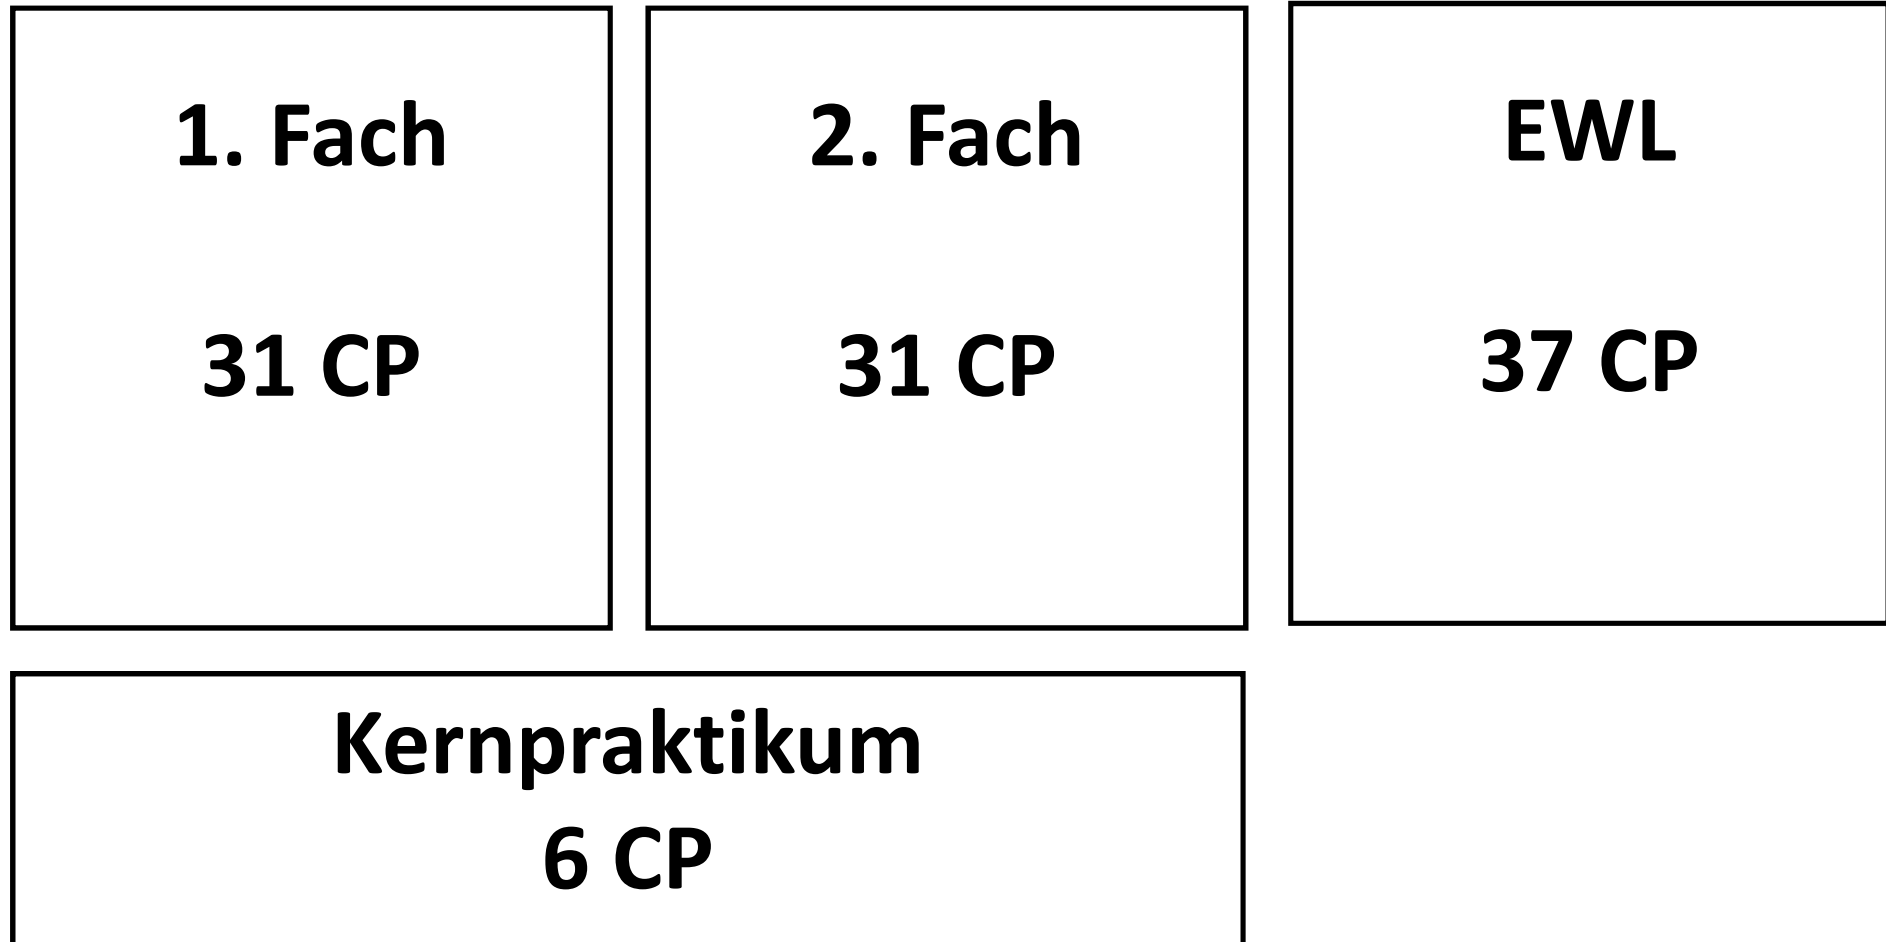 1. Fach
31 CP
2. Fach
31 CP
EWL
37 CP
Kernpraktikum
6 CP